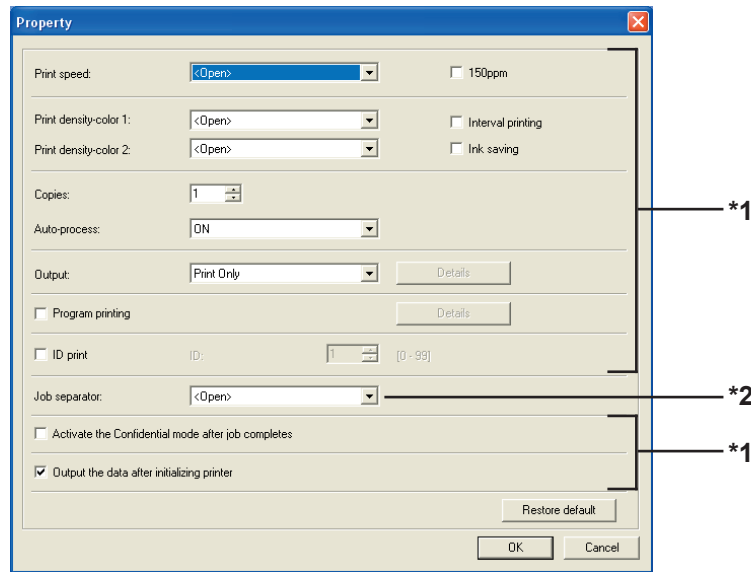 Property
Print speed: <Open> 150ppm
Print density-color 1: <Open> Interval printing
Print density-color 2: <Open> Ink saving
Copies: 1
*1
Auto-process: ON
Output: Print Only Details
Program printing Details
ID print ID: 1 [0 - 99]
Job separator: <Open> *2
Activate the Confidential mode after job completes
*1
Output the data after initializing printer
Restore default
OK Cancel